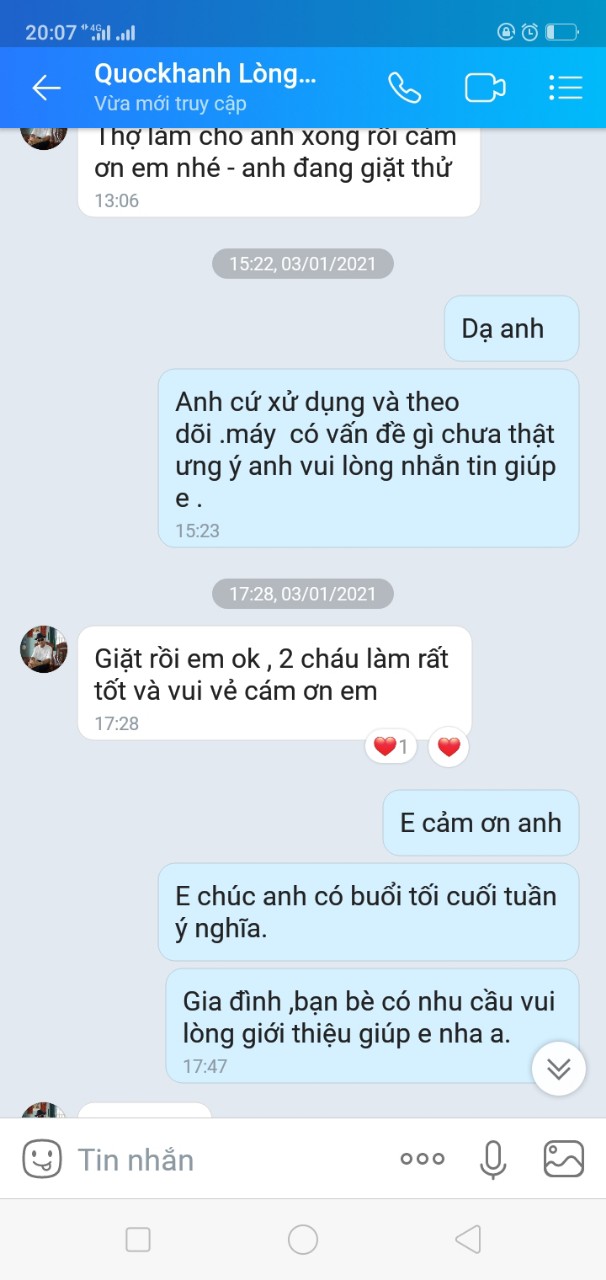 20:07 4G
Quockhanh Lòng...
Vừa mới truy cập
Thợ làm cho anh xong rồi cám
ơn em nhé - anh đang giặt thử
13:06
15:22, 03/01/2021
Dạ anh
Anh cứ xử dụng và theo
dõi .máy  có vấn đề gì chưa thật
ưng ý anh vui lòng nhắn tin giúp
e .
15:23
17:28, 03/01/2021
Giặt rồi em ok , 2 cháu làm rất
tốt và vui vẻ cám ơn em
17:28
1
E cảm ơn anh
E chúc anh có buổi tối cuối tuần
ý nghĩa.
Gia đình ,bạn bè có nhu cầu vui
lòng giới thiệu giúp e nha a.
17:47
Tin nhắn